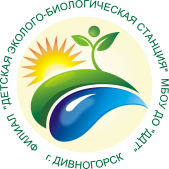 ФИЛИАЛ "ДЕТСКАЯ ЭКОЛОГО-БИОЛОГИЧЕСКАЯ СТАНЦИЯ" МБОУ ДО "ДДТ"
г. ДИВНОГОРСК